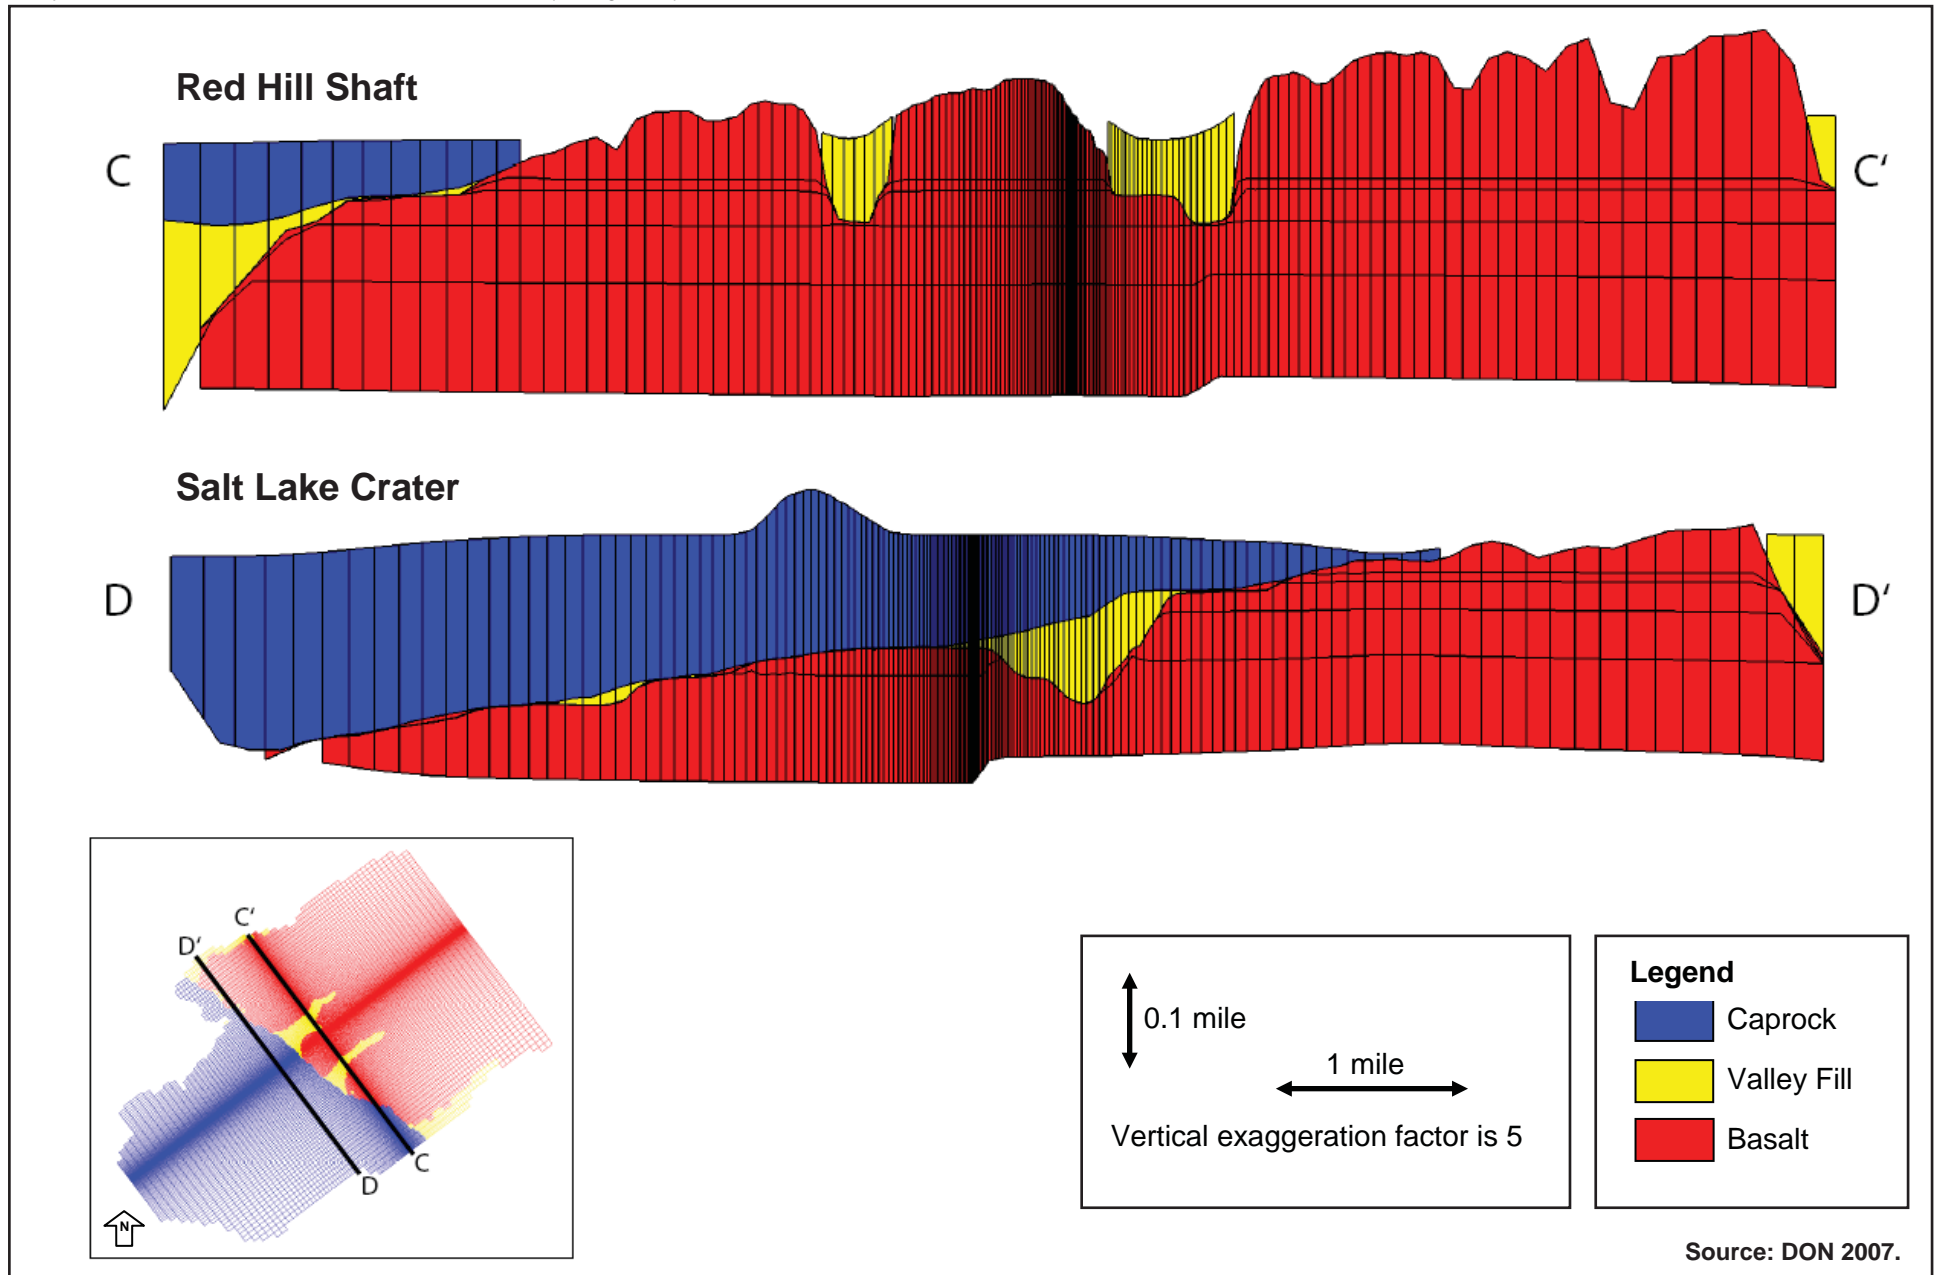 Red Hill Shaft
C
C'
Salt Lake Crater
D
D'
C'
D'
C
D
N
0.1 mile
1 mile
Vertical exaggeration factor is 5
Legend
Caprock
Valley Fill
Basalt
Source: DON 2007.